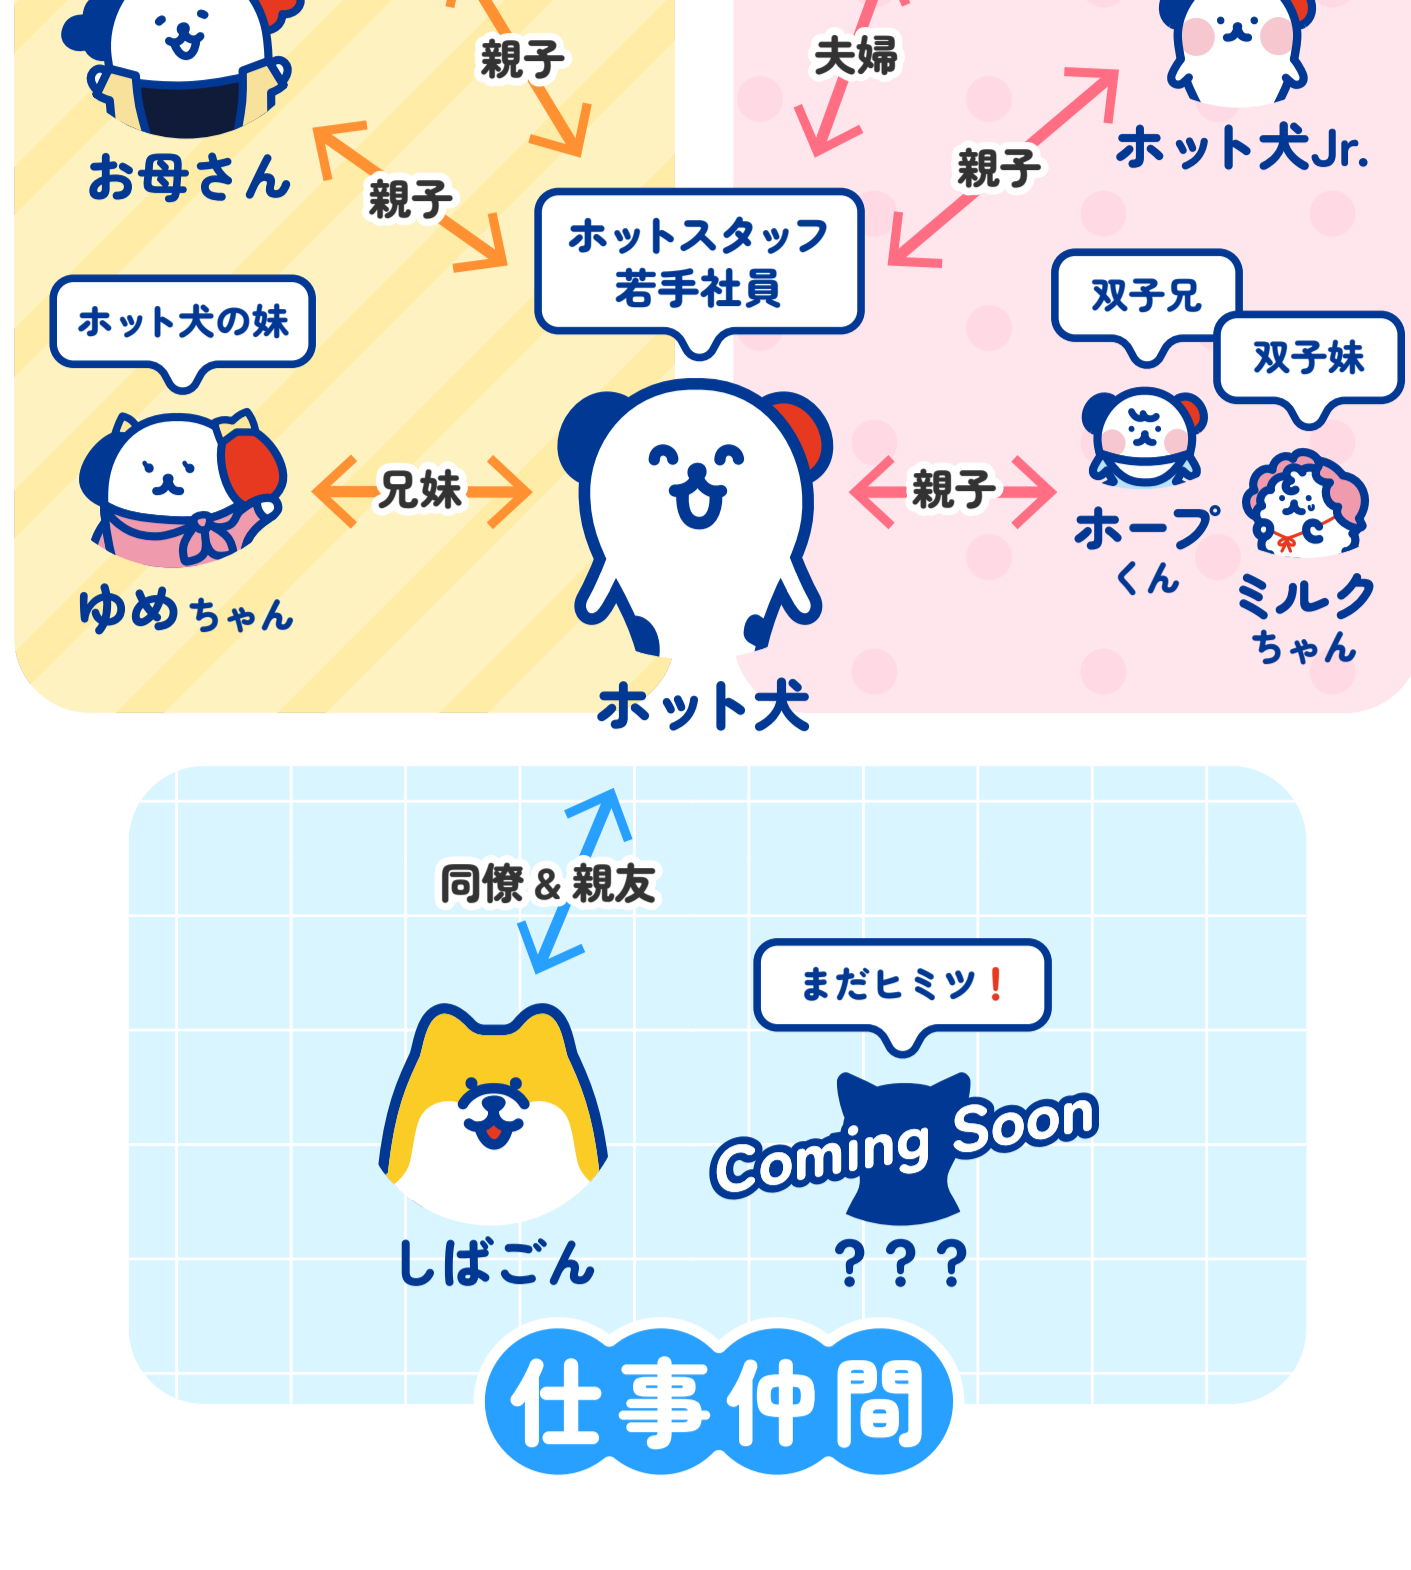 親子
夫婦
お母さん
ホット犬Jr.
親子
親子
ホットスタッフ
若手社員
ホット犬の妹
双子兄
双子妹
兄妹
親子
ゆめちゃん
ホープ
くん
ミルク
ちゃん
ホット犬
同僚 & 親友
まだヒミツ!
Coming Soon
しばごん
???
仕事仲間